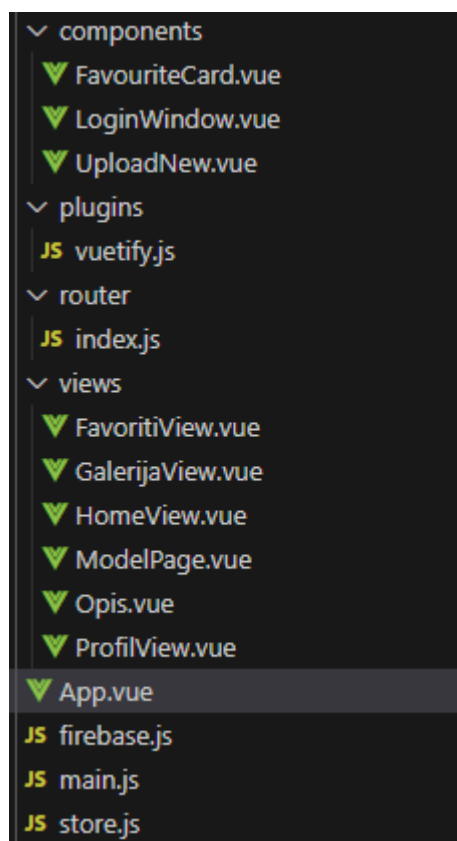 components
FavouriteCard.vue
LoginWindow.vue
UploadNew.vue
plugins
JS vuetify.js
router
JS index.js
views
FavoritiView.vue
GalerijaView.vue
HomeView.vue
ModelPage.vue
Opis.vue
ProfilView.vue
App.vue
JS firebase.js
JS main.js
JS store.js